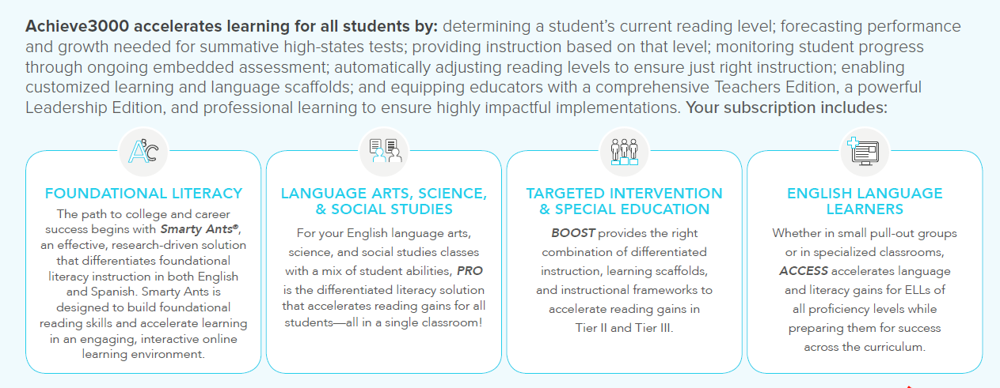 Achieve3000 accelerates learning for all students by: determining a student’s current reading level; forecasting performance
and growth needed for summative high-states tests; providing instruction based on that level; monitoring student progress
through ongoing embedded assessment; automatically adjusting reading levels to ensure just right instruction; enabling
customized learning and language scaffolds; and equipping educators with a comprehensive Teachers Edition, a powerful
Leadership Edition, and professional learning to ensure highly impactful implementations. Your subscription includes:
ABC
FOUNDATIONAL LITERACY
The path to college and career
success begins with Smarty Ants®,
an effective, research-driven solution
that differentiates foundational
literacy instruction in both English
and Spanish. Smarty Ants is
designed to build foundational
reading skills and accelerate learning
in an engaging, interactive online
learning environment.
LANGUAGE ARTS, SCIENCE,
& SOCIAL STUDIES
For your English language arts,
science, and social studies classes
with a mix of student abilities, PRO
is the differentiated literacy solution
that accelerates reading gains for all
students—all in a single classroom!
TARGETED INTERVENTION
& SPECIAL EDUCATION
BOOST provides the right
combination of differentiated
instruction, learning scaffolds,
and instructional frameworks to
accelerate reading gains in
Tier II and Tier III.
ENGLISH LANGUAGE
LEARNERS
Whether in small pull-out groups
or in specialized classrooms,
ACCESS accelerates language
and literacy gains for ELLs of
all proficiency levels while
preparing them for success
across the curriculum.